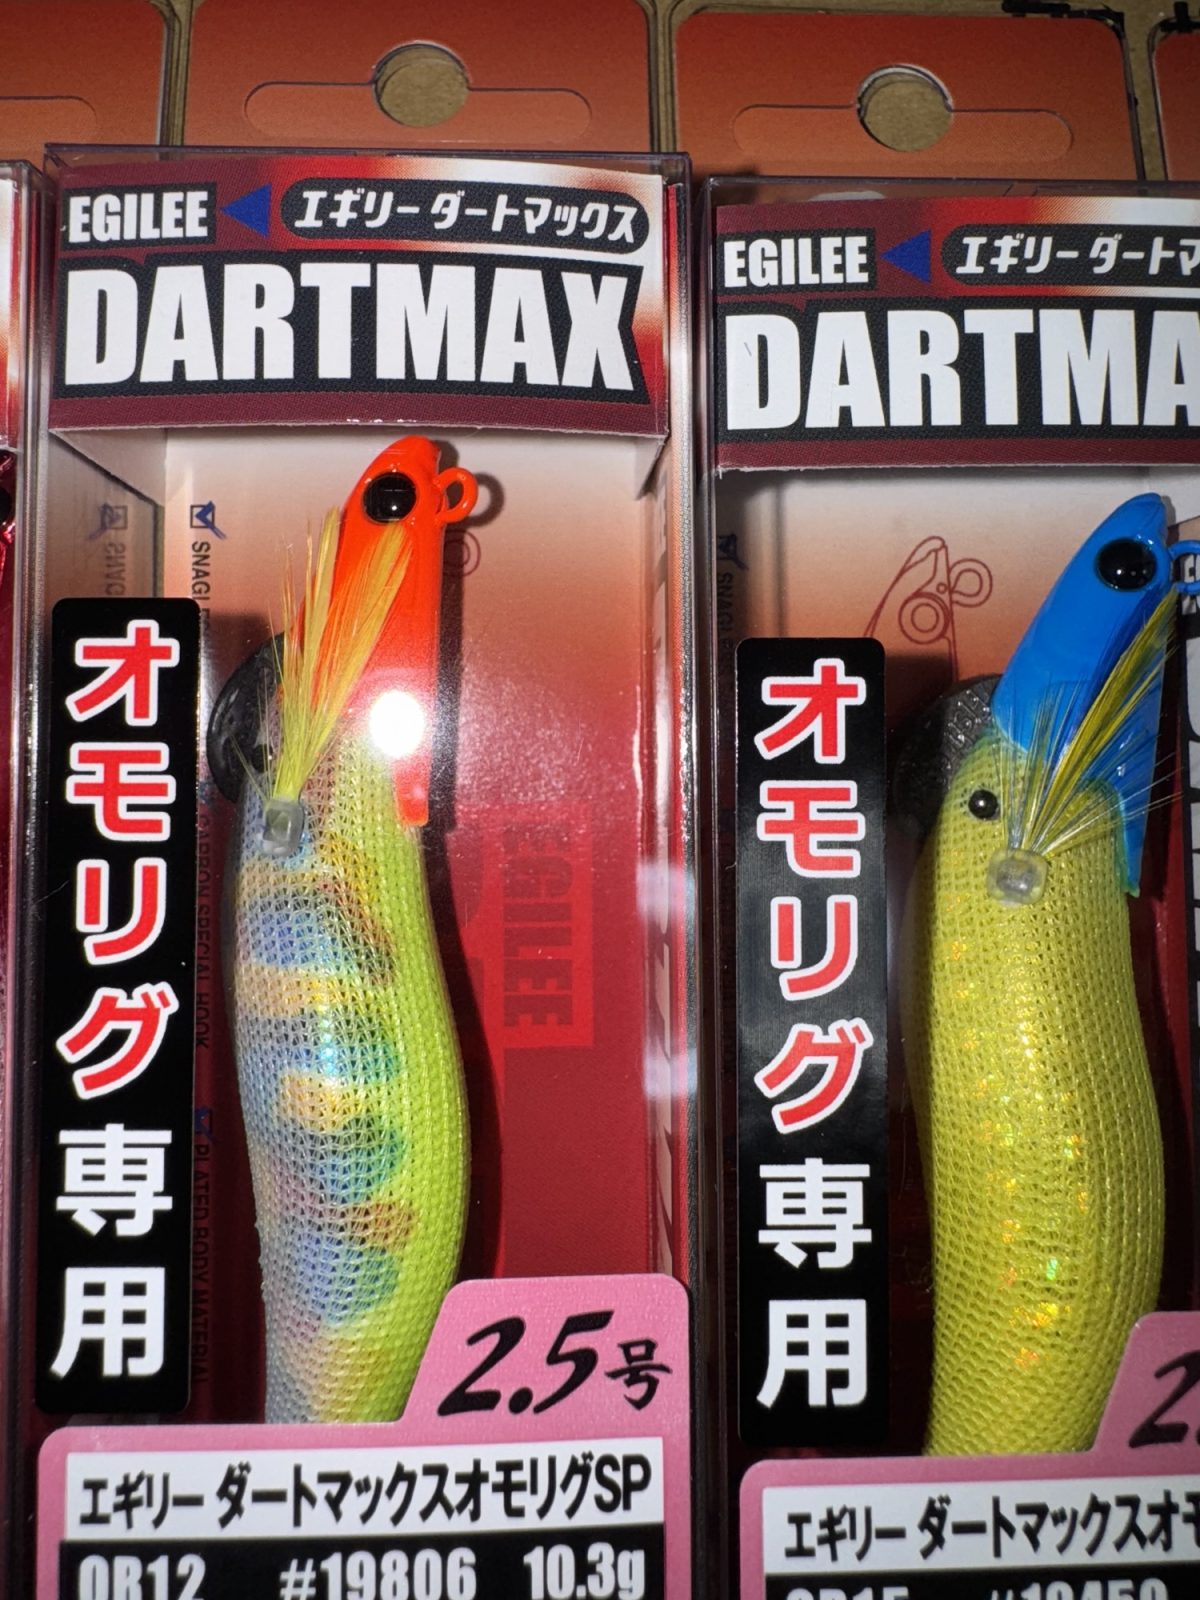 EGILEE エギリー ダートマックス
DARTMAX
オモリグ専用
EGILEE
2.5号
エギリー ダートマックスオモリグSP
OR12 #19806 10.3g
EGILEE エギリー ダートマ
DARTMA
オモリグ専用
2.
エギリー ダートマックスオモ